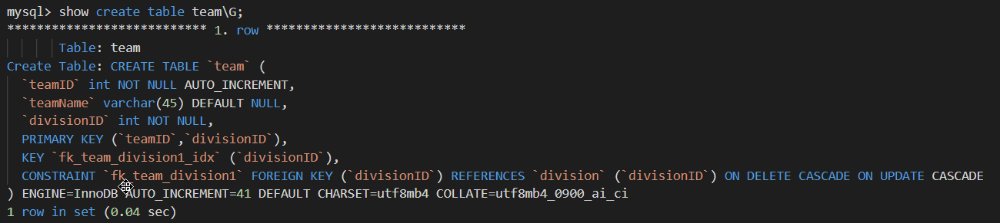 mysql> show create table team\G;
*************************** 1. row ***************************
Table: team
Create Table: CREATE TABLE `team` (
`teamID` int NOT NULL AUTO_INCREMENT,
`teamName` varchar(45) DEFAULT NULL,
`divisionID` int NOT NULL,
PRIMARY KEY (`teamID`,`divisionID`),
KEY `fk_team_division1_idx` (`divisionID`),
CONSTRAINT `fk_team_division1` FOREIGN KEY (`divisionID`) REFERENCES `division` (`divisionID`) ON DELETE CASCADE ON UPDATE CASCADE
) ENGINE=InnoDB AUTO_INCREMENT=41 DEFAULT CHARSET=utf8mb4 COLLATE=utf8mb4_0900_ai_ci
1 row in set (0.04 sec)